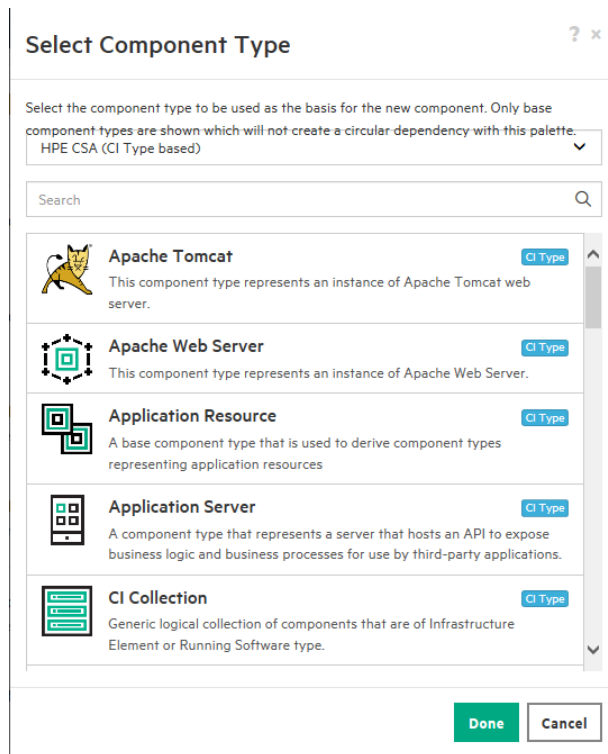 Select Component Type
? ×
Select the component type to be used as the basis for the new component. Only base
component types are shown which will not create a circular dependency with this palette.
HPE CSA (CI Type based)
Search
Apache Tomcat
CI Type
This component type represents an instance of Apache Tomcat web
server.
Apache Web Server
CI Type
This component type represents an instance of Apache Web Server.
Application Resource
CI Type
A base component type that is used to derive component types
representing application resources
Application Server
CI Type
A component type that represents a server that hosts an API to expose
business logic and business processes for use by third-party applications.
CI Collection
CI Type
Generic logical collection of components that are of Infrastructure
Element or Running Software type.
Done
Cancel